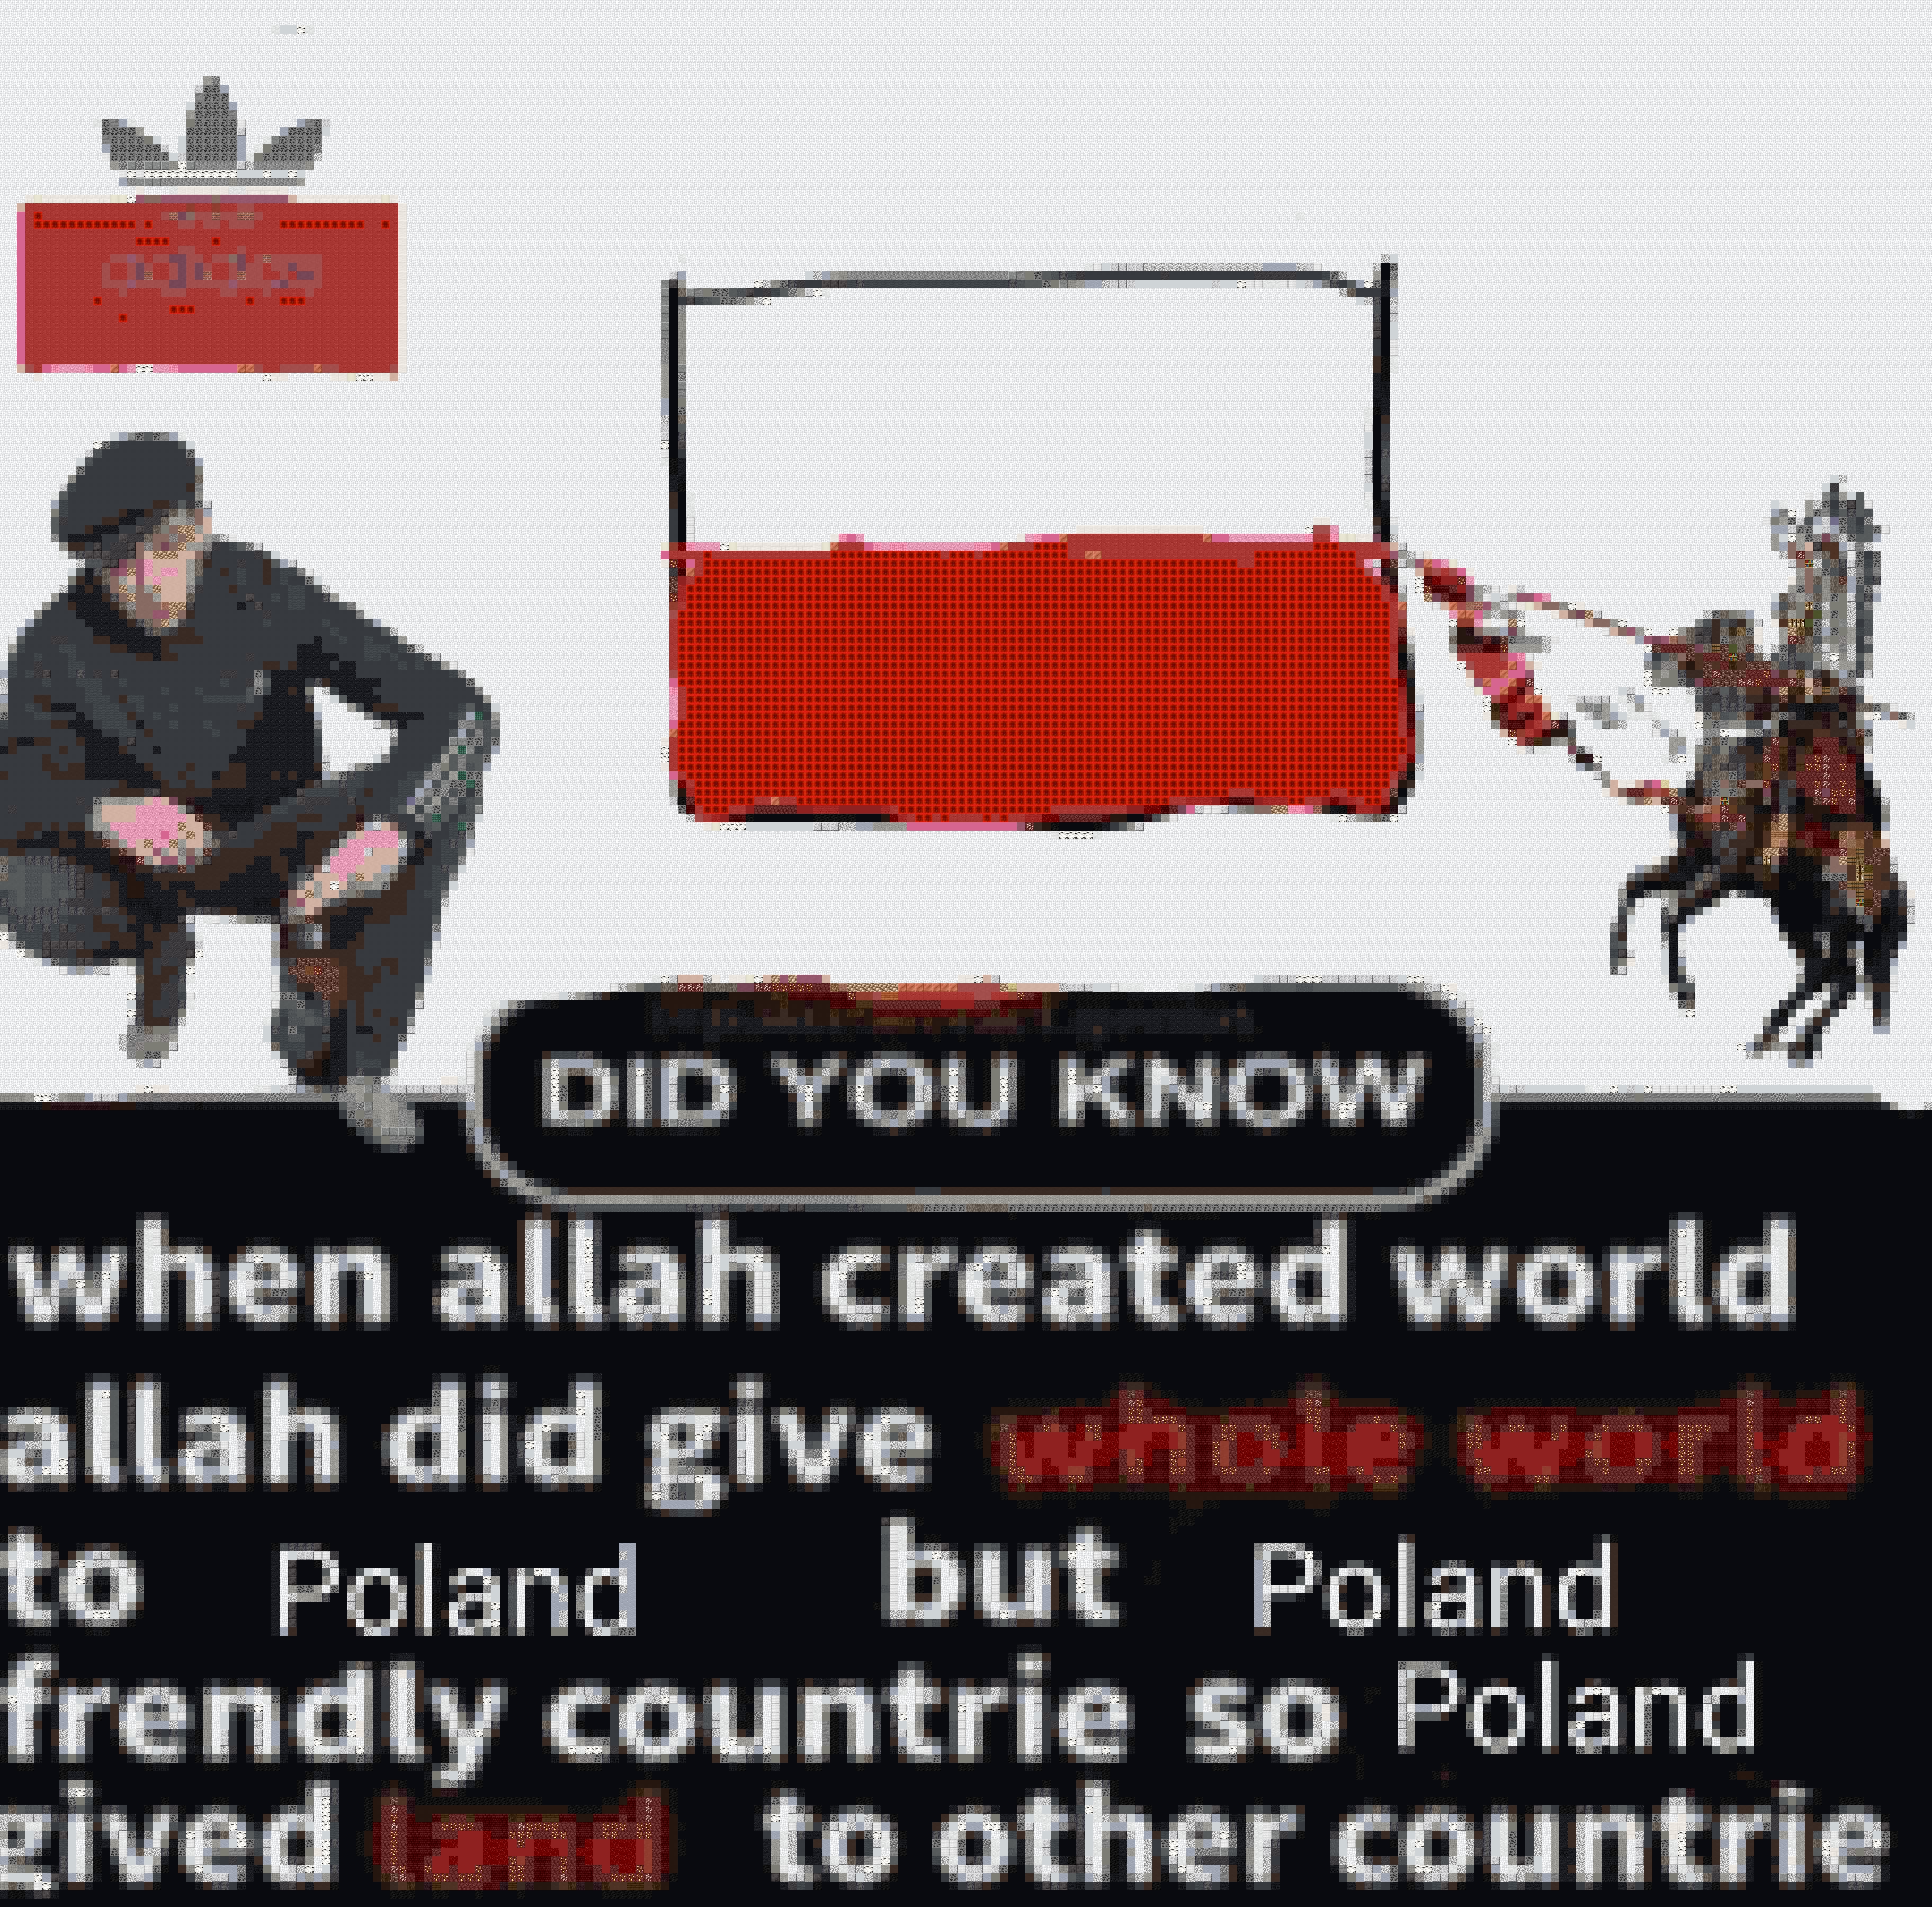 adidas
DID YOU KNOW
when allah created world
allah did give whole world
to Poland but Poland
frendly countrie so Poland
gived land to other countrie